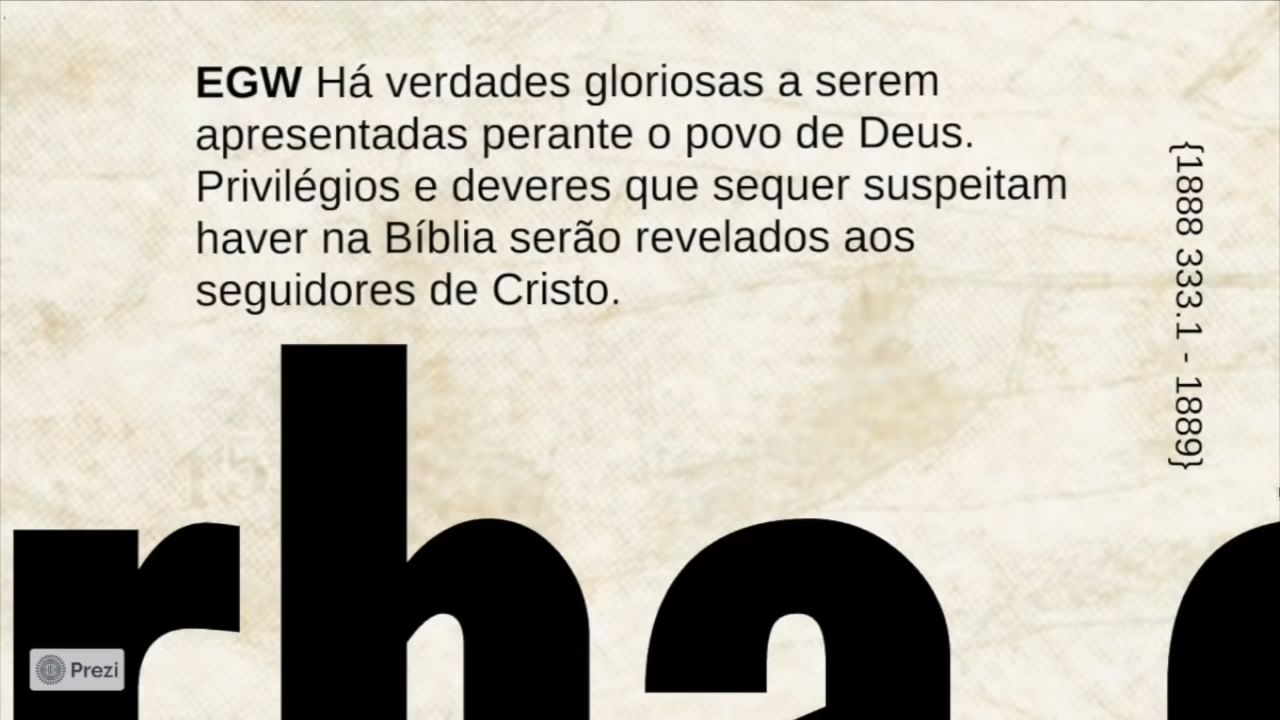 EGW Há verdades gloriosas a serem
apresentadas perante o povo de Deus.
Privilégios e deveres que sequer suspeitam
haver na Bíblia serão revelados aos
seguidores de Cristo.
{1888 333.1 - 1889}
rha
Prezi